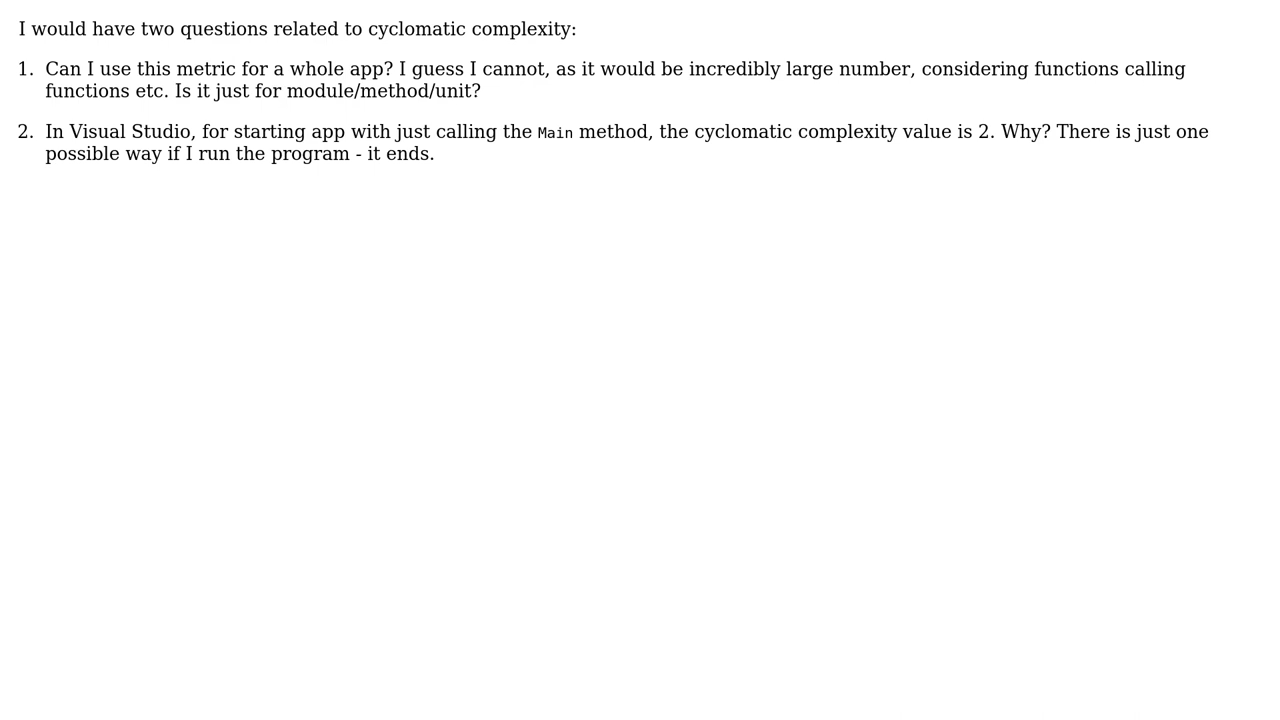 I would have two questions related to cyclomatic complexity:
1. Can I use this metric for a whole app? I guess I cannot, as it would be incredibly large number, considering functions calling
functions etc. Is it just for module/method/unit?
2. In Visual Studio, for starting app with just calling the Main method, the cyclomatic complexity value is 2. Why? There is just one
possible way if I run the program - it ends.